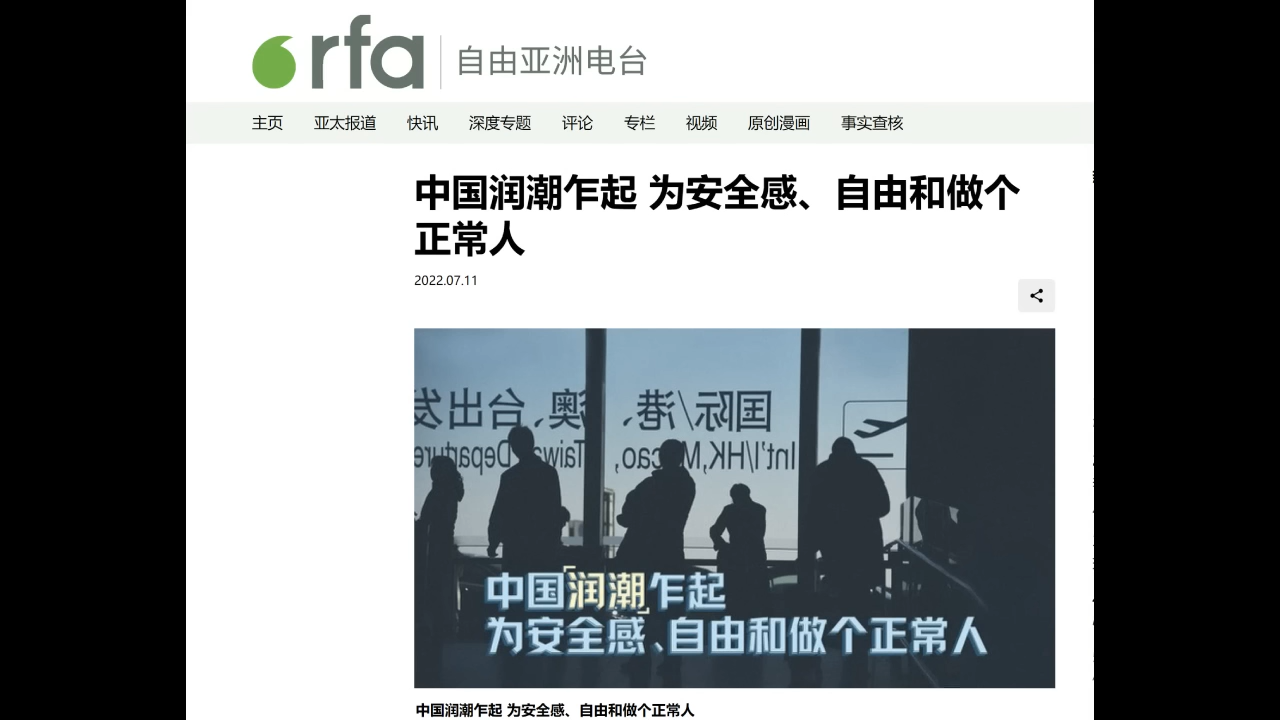 rfa 自由亚洲电台
主页 亚太报道 快讯 深度专题 评论 专栏 视频 原创漫画 事实查核
中国润潮乍起 为安全感、自由和做个
正常人
2022.07.11
国际/港、澳、台出发
Int'l/HK,Macao, Taiwan Departure
中国「润潮」乍起
为安全感、自由和做个正常人
中国润潮乍起 为安全感、自由和做个正常人